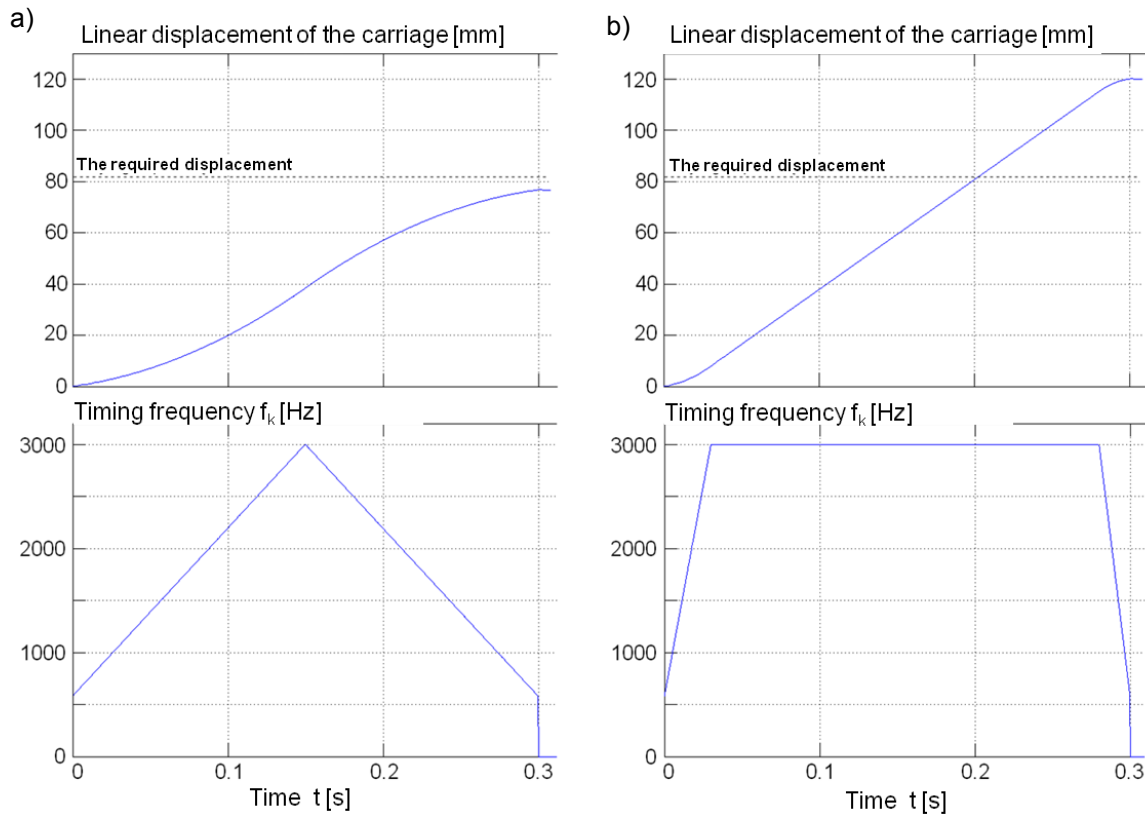 a)
Linear displacement of the carriage [mm]
120
100
The required displacement
80
60
40
20
0
Timing frequency fk [Hz]
3000
2000
1000
0
0 0.1 0.2 0.3
Time t [s]
b)
Linear displacement of the carriage [mm]
120
100
The required displacement
80
60
40
20
0
Timing frequency fk [Hz]
3000
2000
1000
0
0 0.1 0.2 0.3
Time t [s]